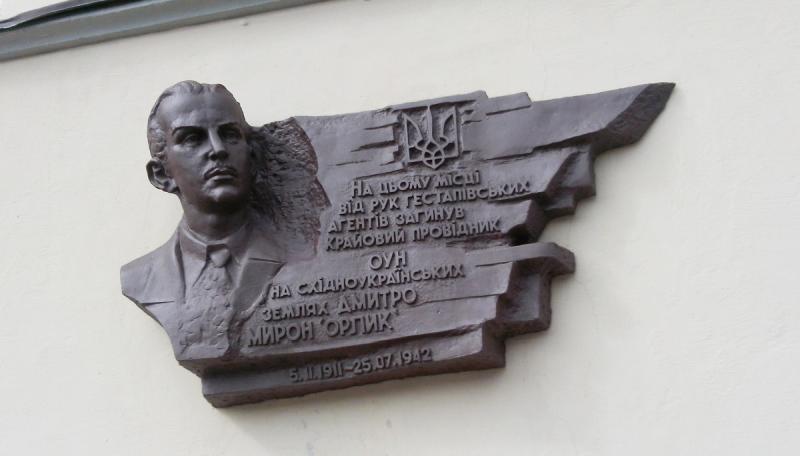 На цьому місці
від рук гестапівських
агентів загинув
крайовий провідник
ОУН
на східноукраїнських
землях Дмитро
Мирон "Орлик"
5.11.1911–25.07.1942